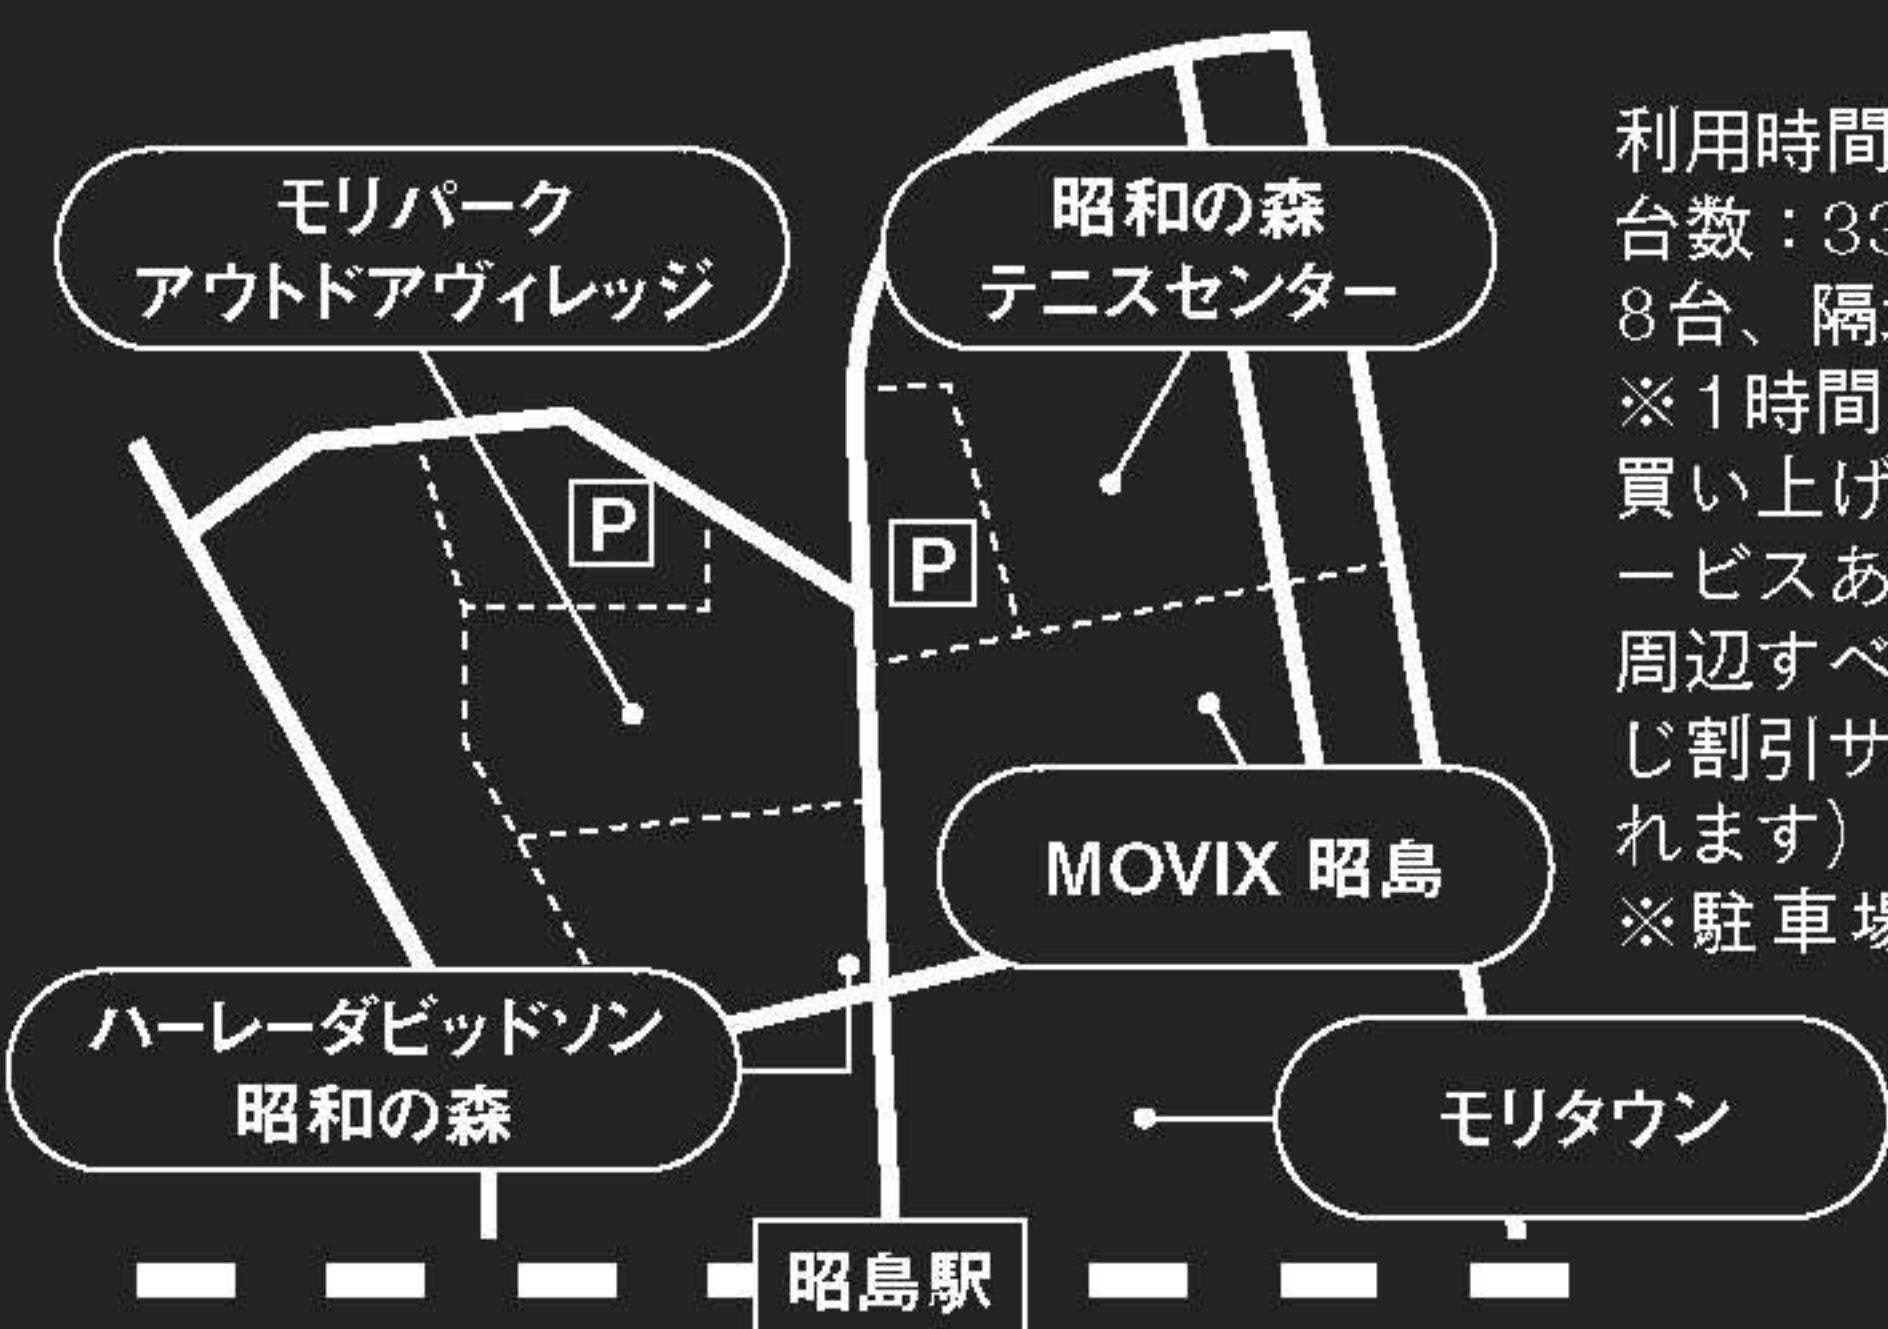 モリパーク
アウトドアヴィレッジ
昭和の森
テニスセンター
P
P
MOVIX 昭島
ハーレーダビッドソン
昭和の森
モリタウン
昭島駅
利用時間
台数：33
8台、隔
※1時間
買い上げ
ービスあ
周辺すべ
じ割引サ
れます）
※駐車場